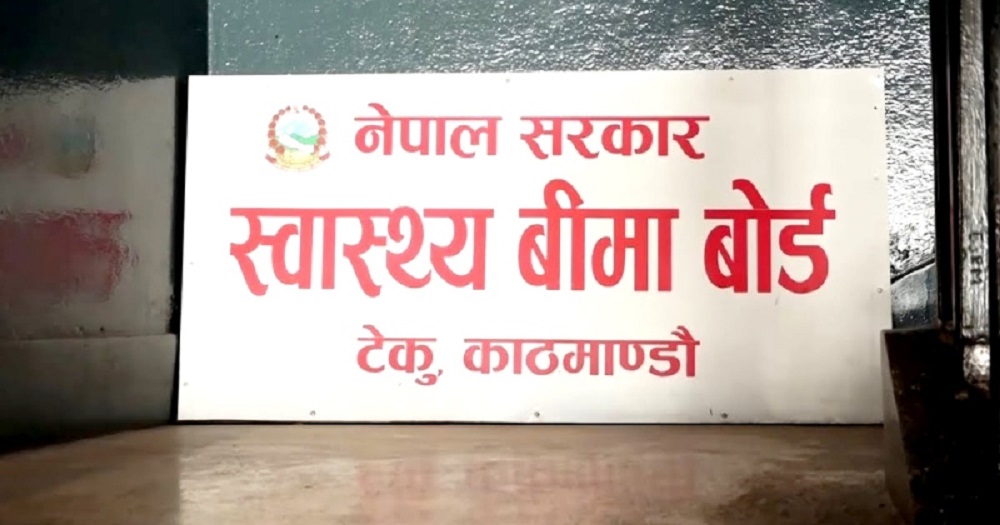 नेपाल सरकार
स्वास्थ्य बीमा बोर्ड
टेकु, काठमाण्डौ